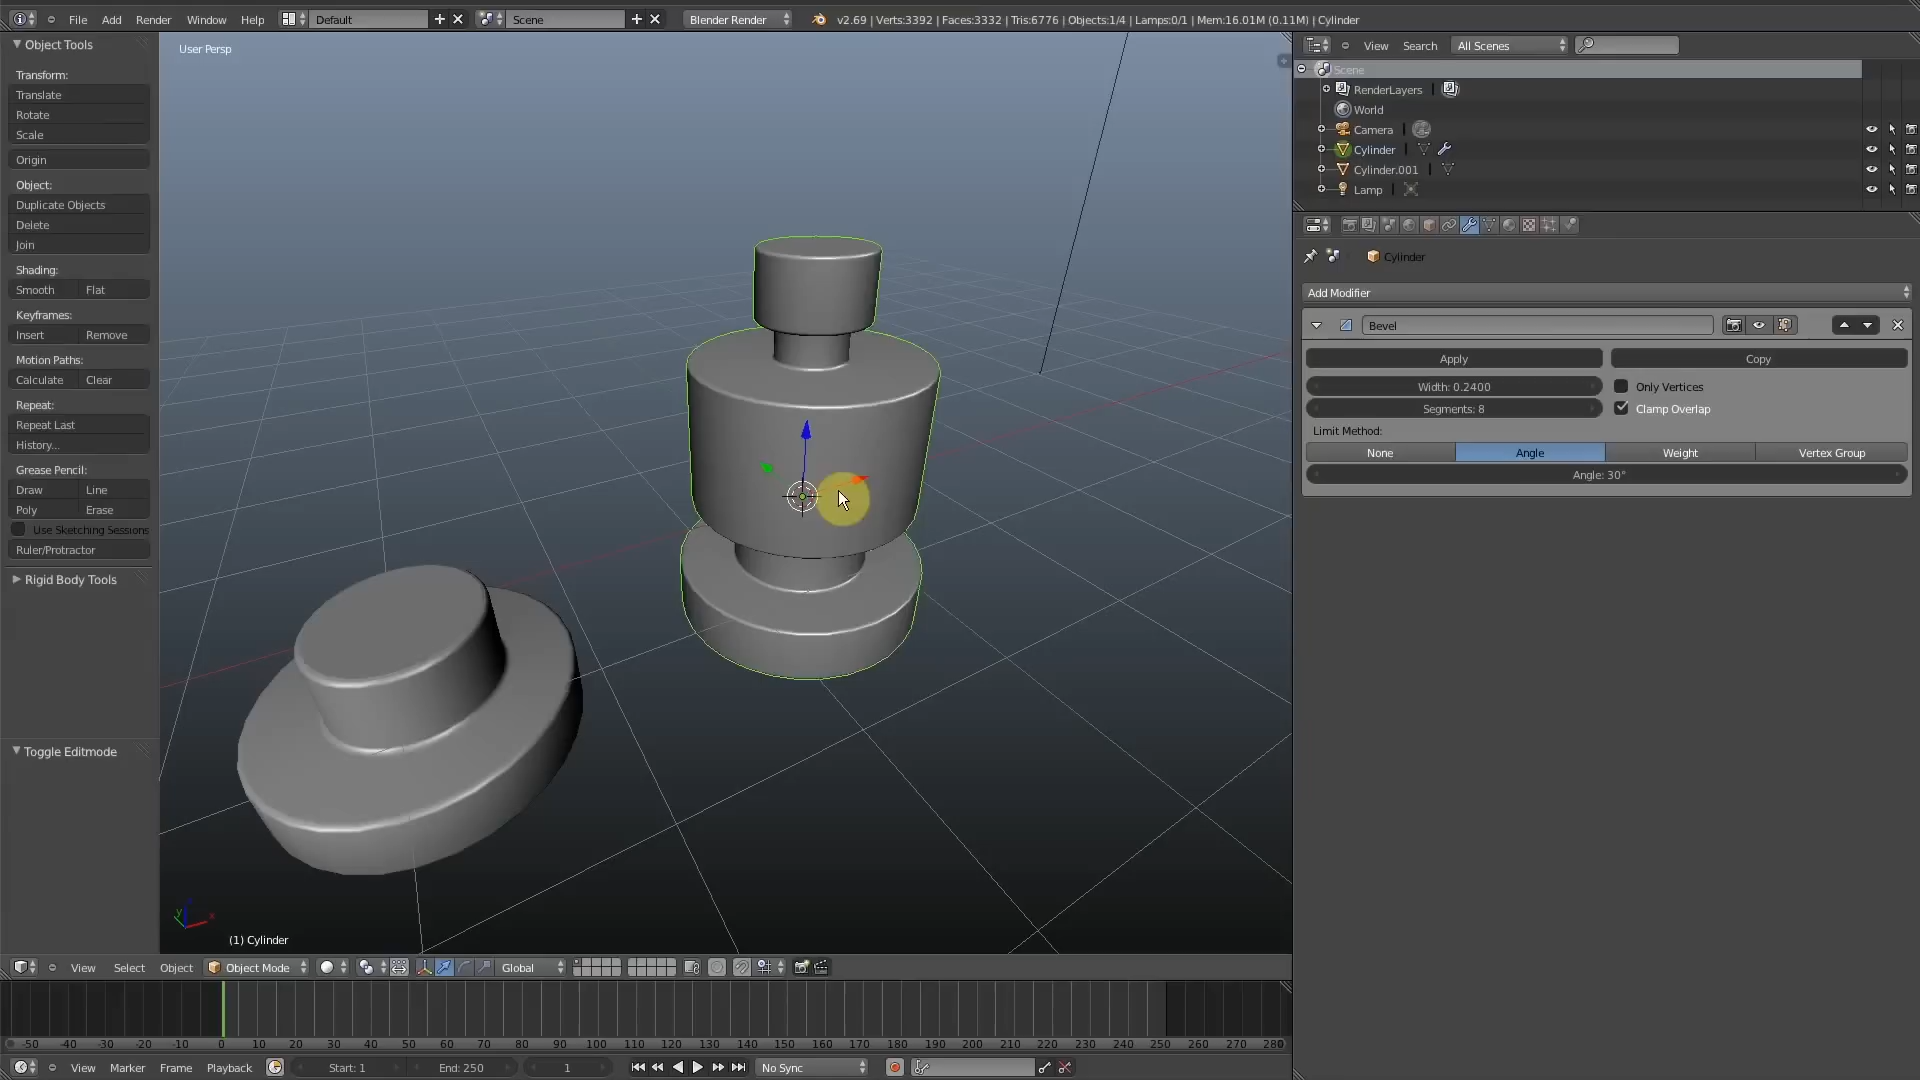 File Add Render Window Help Default Scene Blender Render v2.69 | Verts:3392 | Faces:3332 | Tris:6776 | Objects:1/4 | Lamps:0/1 | Mem:16.01M (0.11M) | Cylinder
Object Tools
Transform:
Translate
Rotate
Scale
Origin
Object:
Duplicate Objects
Delete
Join
Shading:
Smooth Flat
Keyframes:
Insert Remove
Motion Paths:
Calculate Clear
Repeat:
Repeat Last
History...
Grease Pencil:
Draw Line
Poly Erase
Use Sketching Sessions
Ruler/Protractor
Rigid Body Tools
Toggle Editmode
User Persp
(1) Cylinder
View Search All Scenes
Scene
RenderLayers
World
Camera
Cylinder
Cylinder.001
Lamp
Cylinder
Add Modifier
Bevel
Apply Copy
Width: 0.2400 Only Vertices
Segments: 8 Clamp Overlap
Limit Method:
None Angle Weight Vertex Group
Angle: 30°
View Select Object Object Mode Global
-50 -40 -30 -20 -10 0 10 20 30 40 50 60 70 80 90 100 110 120 130 140 150 160 170 180 190 200 210 220 230 240 250 260 270 280
View Marker Frame Playback Start: 1 End: 250 1 No Sync